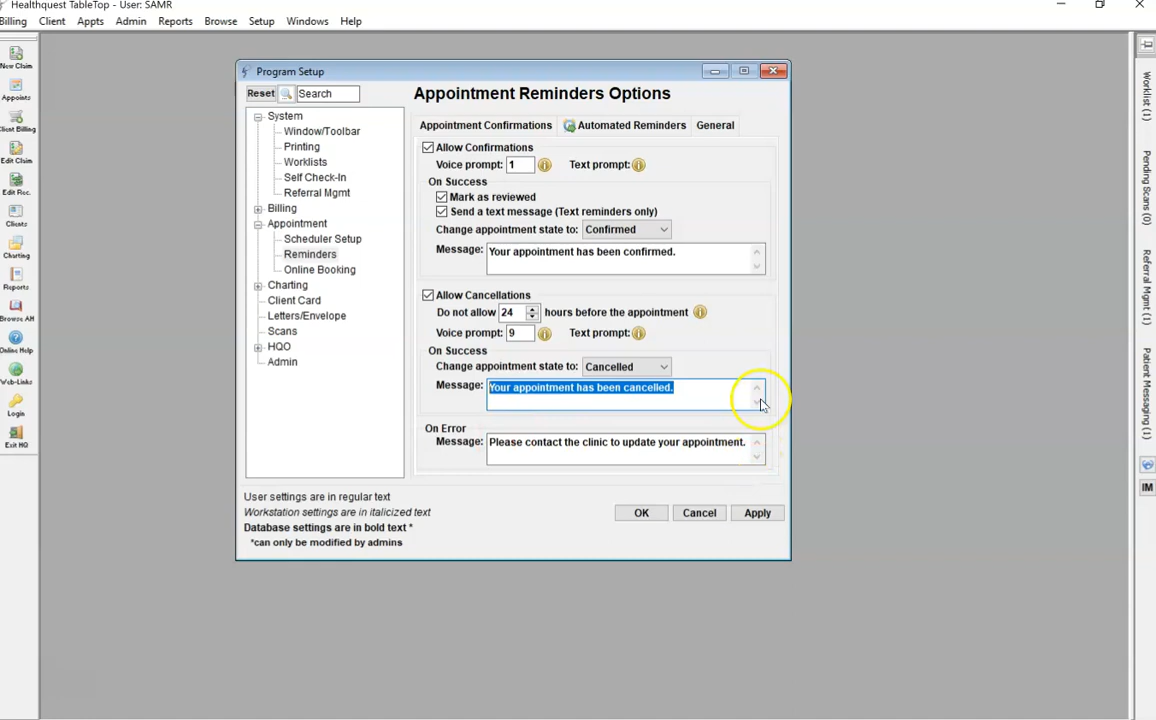 Healthquest TableTop - User: SAMR
Billing Client Appts Admin Reports Browse Setup Windows Help
New Claim
Appoints
Client Billing
Edit Claim
Edit Rec.
Clients
Charting
Reports
Browse AH
Online Help
Web-Links
Login
Exit HQ
Program Setup
Reset Search
System
Window/Toolbar
Printing
Worklists
Self Check-In
Referral Mgmt
Billing
Appointment
Scheduler Setup
Reminders
Online Booking
Charting
Client Card
Letters/Envelope
Scans
HQO
Admin
Appointment Reminders Options
Appointment Confirmations Automated Reminders General
Allow Confirmations
Voice prompt: 1 Text prompt:
On Success
Mark as reviewed
Send a text message (Text reminders only)
Change appointment state to: Confirmed
Message: Your appointment has been confirmed.
Allow Cancellations
Do not allow 24 hours before the appointment
Voice prompt: 9 Text prompt:
On Success
Change appointment state to: Cancelled
Message: Your appointment has been cancelled.
On Error
Message: Please contact the clinic to update your appointment.
User settings are in regular text
Workstation settings are in italicized text
Database settings are in bold text *
*can only be modified by admins
OK Cancel Apply
Worklist (1)
Pending Scans (0)
Referral Mgmt (1)
Patient Messaging (1)
IM